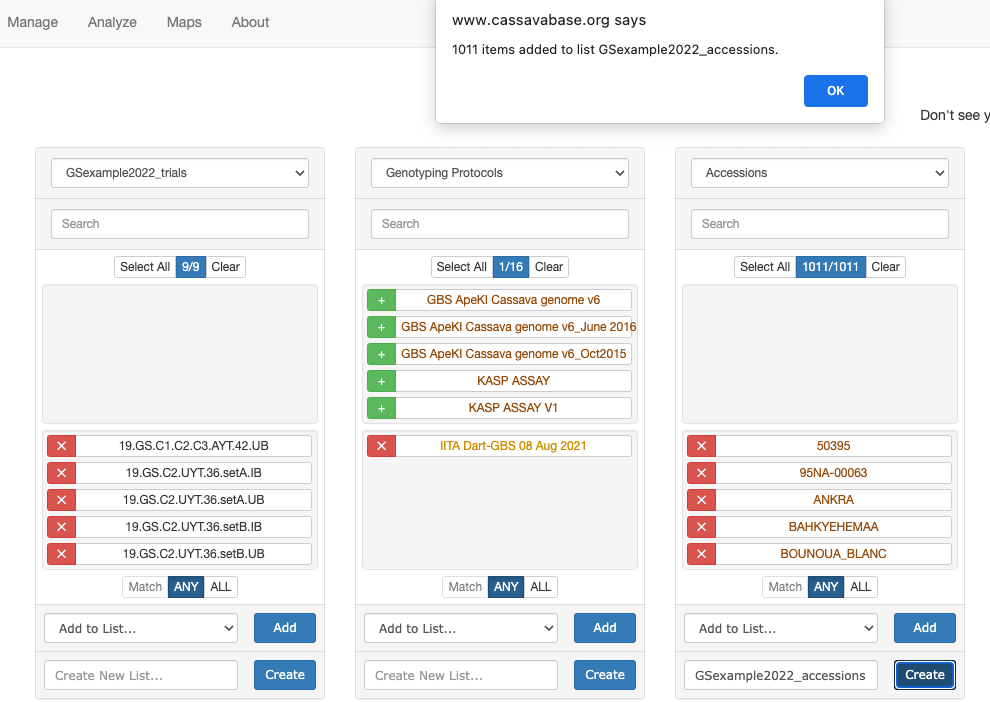 Manage Analyze Maps About
www.cassavabase.org says
1011 items added to list GSexample2022_accessions.
OK
Don't see y
GSexample2022_trials
Search
Select All 9/9 Clear
19.GS.C1.C2.C3.AYT.42.UB
19.GS.C2.UYT.36.setA.IB
19.GS.C2.UYT.36.setA.UB
19.GS.C2.UYT.36.setB.IB
19.GS.C2.UYT.36.setB.UB
Match ANY ALL
Add to List... Add
Create New List... Create
Genotyping Protocols
Search
Select All 1/16 Clear
+ GBS ApeKI Cassava genome v6
+ GBS ApeKI Cassava genome v6_June 2016
+ GBS ApeKI Cassava genome v6_Oct2015
+ KASP ASSAY
+ KASP ASSAY V1
IITA Dart-GBS 08 Aug 2021
Match ANY ALL
Add to List... Add
Create New List... Create
Accessions
Search
Select All 1011/1011 Clear
50395
95NA-00063
ANKRA
BAHKYEHEMAA
BOUNOUA_BLANC
Match ANY ALL
Add to List... Add
GSexample2022_accessions Create